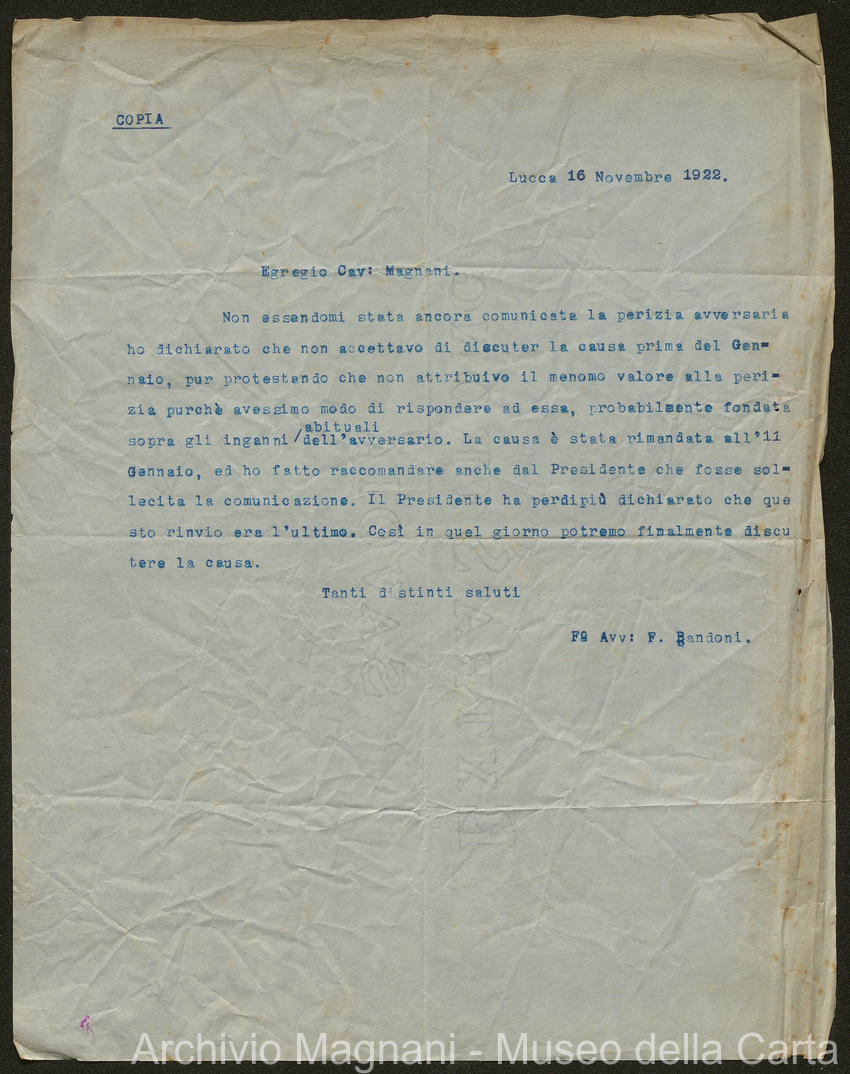 COPIA
Lucca 16 Novembre 1922.
Egregio Cav: Magnani.
Non essendomi stata ancora comunicata la perizia avversaria
ho dichiarato che non accettavo di discuter la causa prima del Gen=
naio, pur protestando che non attribuivo il menomo valore alla peri=
zia purchè avessimo modo di rispondere ad essa, probabilmente fondata
abituali
sopra gli inganni /dell'avversario. La causa è stata rimandata all'11
Gennaio, ed ho fatto raccomandare anche dal Presidente che fosse sol=
lecita la comunicazione. Il Presidente ha perdipiù dichiarato che que
sto rinvio era l'ultimo. Così in quel giorno potremo finalmente discu
tere la causa.
Tanti distinti saluti
Fº Avv: F. Bandoni.
EXTRA
Archivio Magnani - Museo della Carta